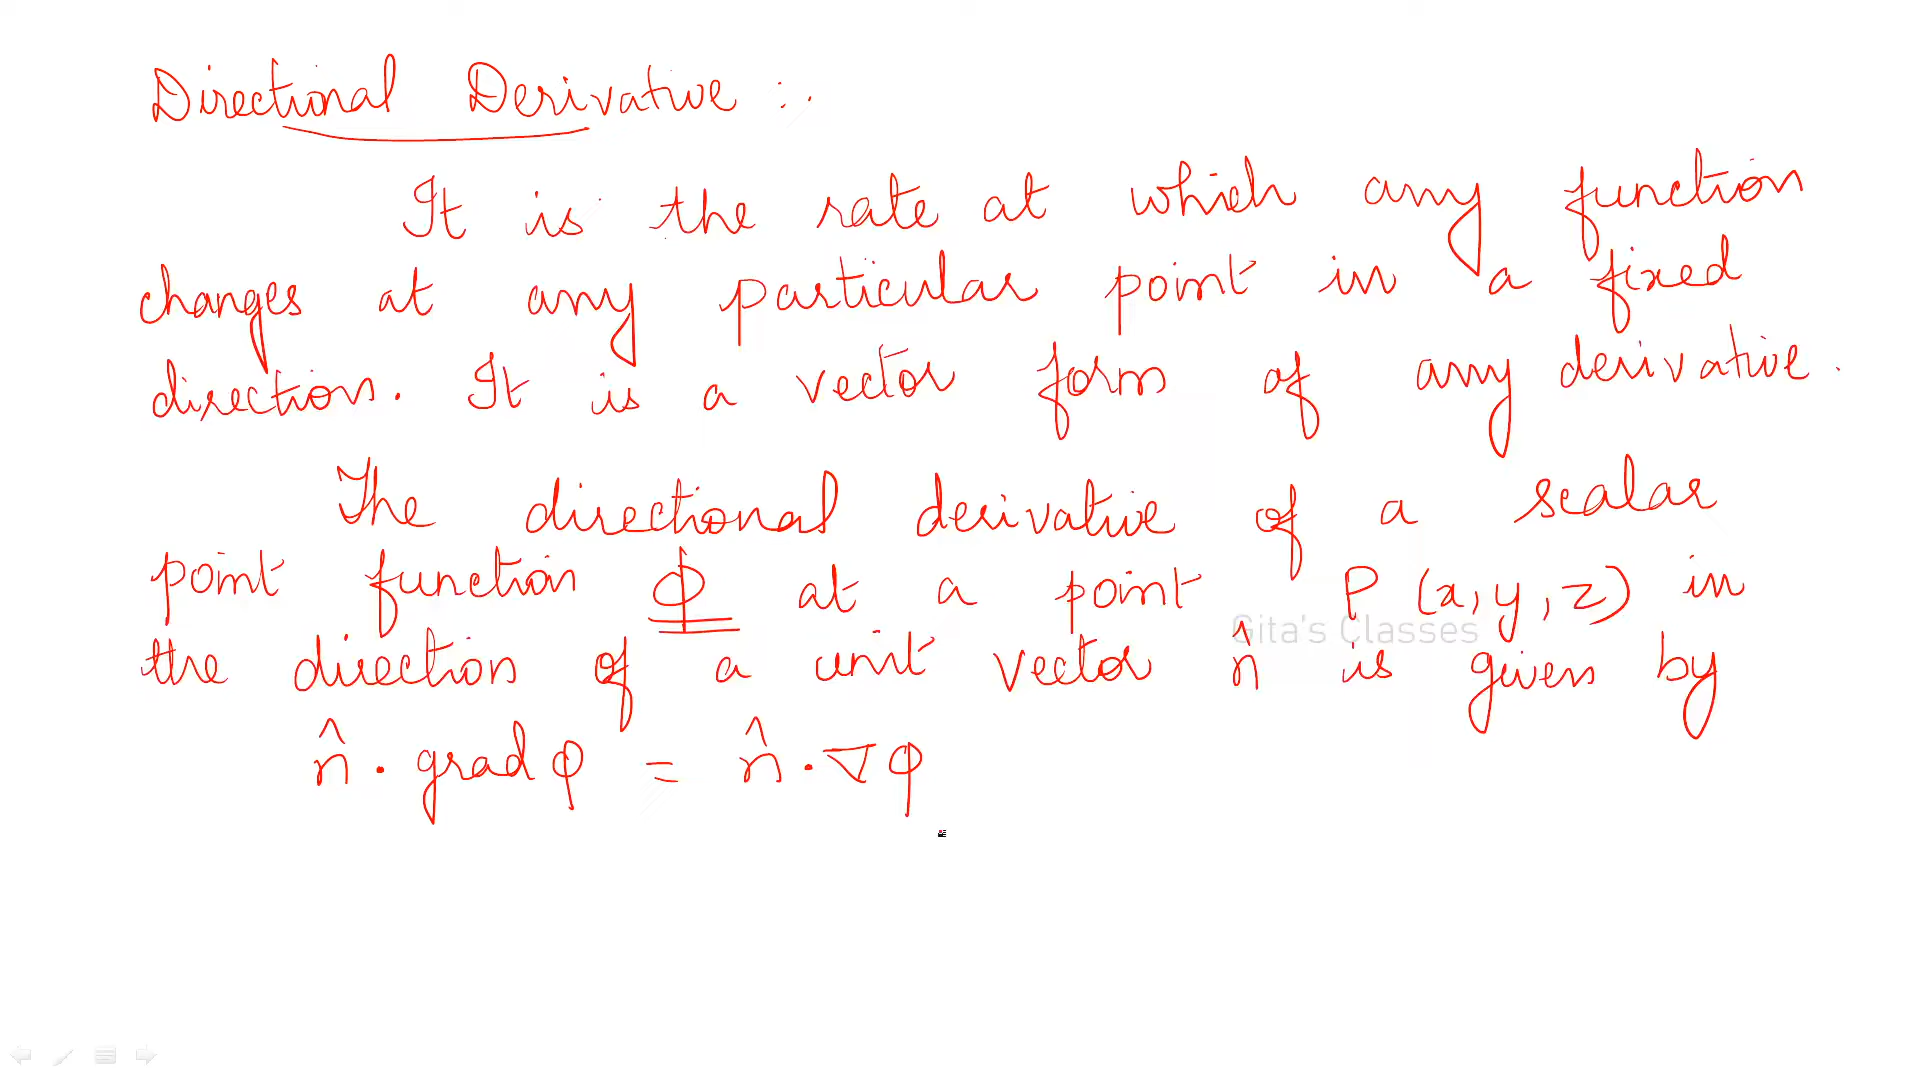 Directional Derivative :.
It is the rate at which any function
changes at any particular point in a fixed
direction. It is a vector form of any derivative.
The directional derivative of a scalar
point function Φ at a point P (x, y, z) in
Gita's Classes
the direction of a unit vector n̂ is given by
n̂ · grad φ = n̂ · ∇φ